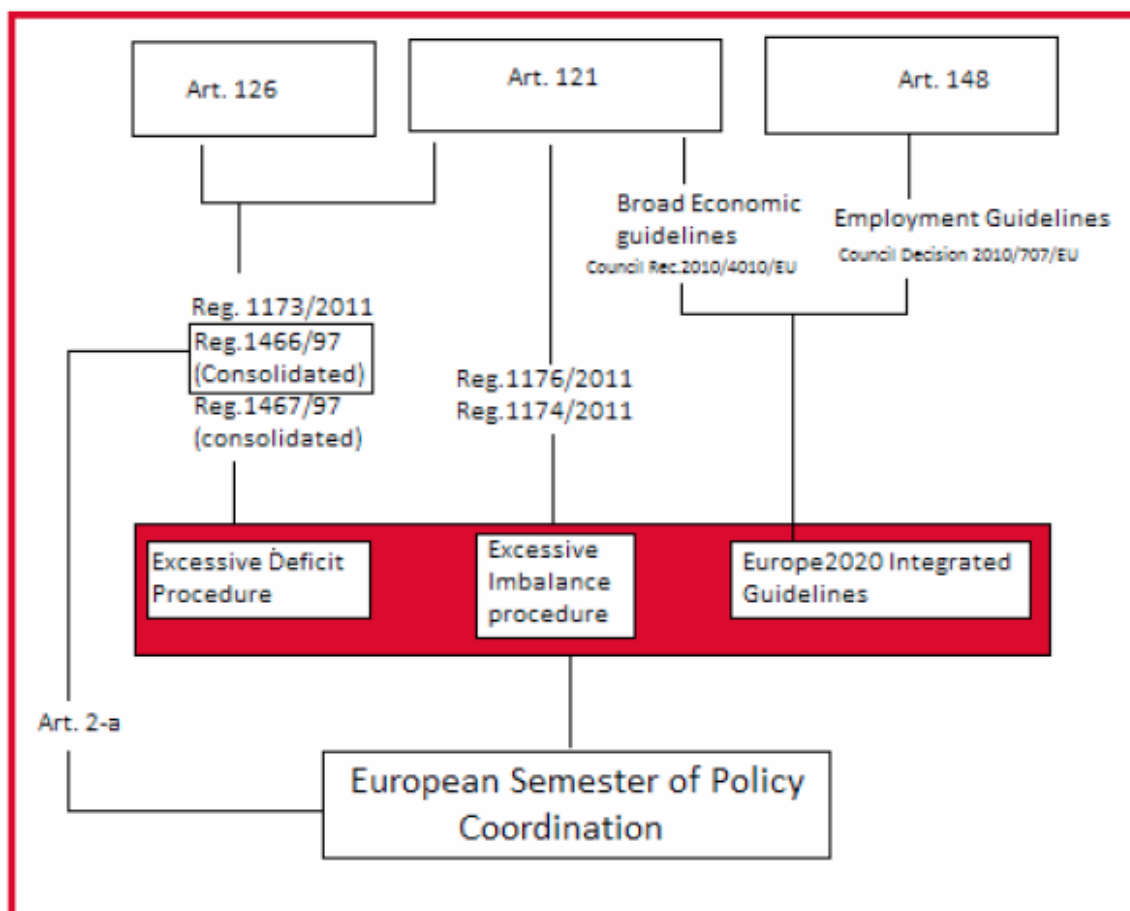 Art. 126
Art. 121
Art. 148
Broad Economic
guidelines
Council Rec.2010/4010/EU
Employment Guidelines
Council Decision 2010/707/EU
Reg. 1173/2011
Reg.1466/97
(Consolidated)
Reg.1467/97
(consolidated)
Reg.1176/2011
Reg.1174/2011
Excessive Deficit
Procedure
Excessive
Imbalance
procedure
Europe2020 Integrated
Guidelines
Art. 2-a
European Semester of Policy
Coordination